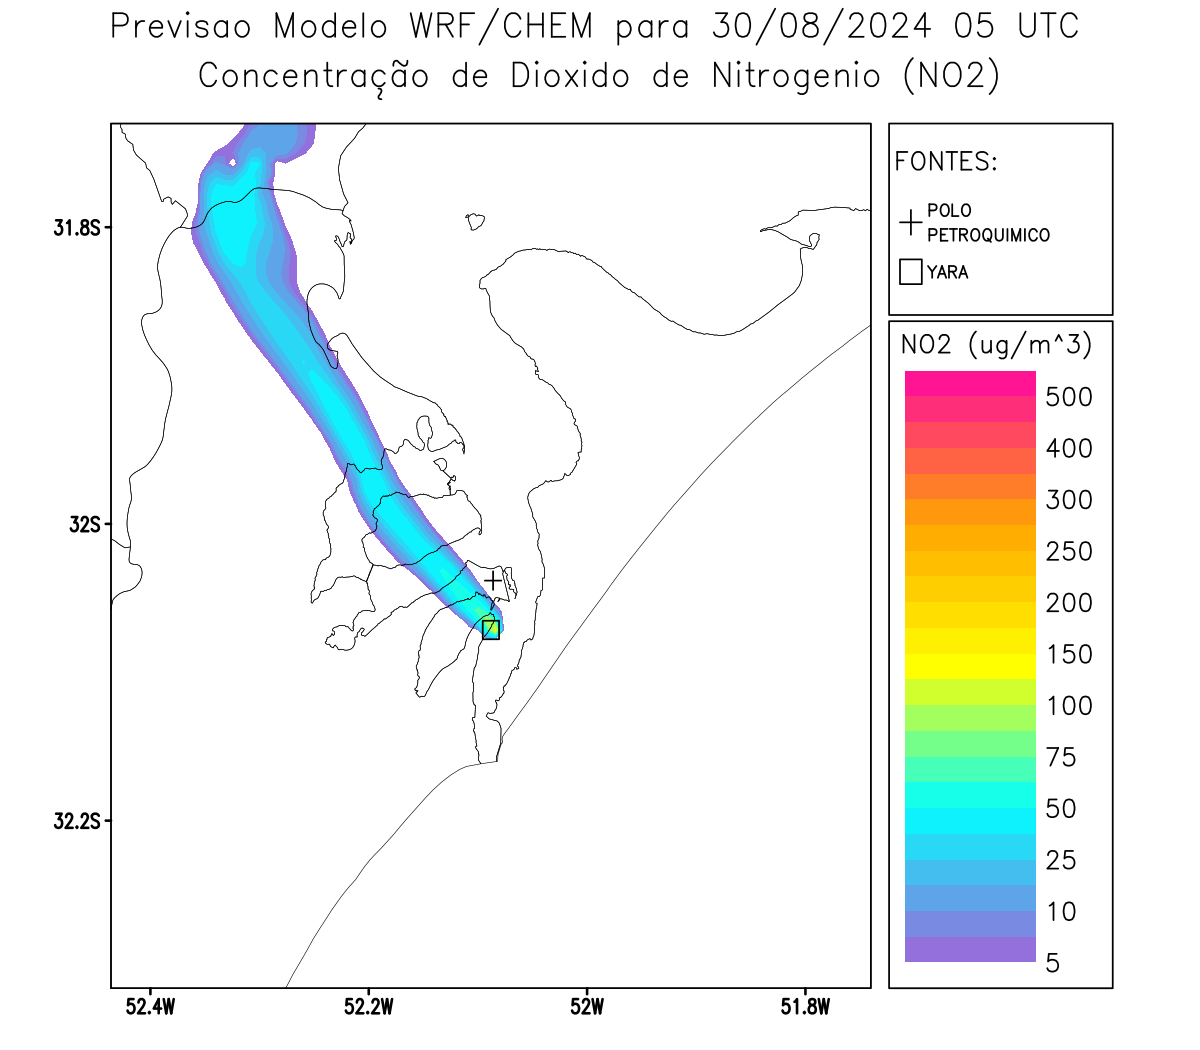 Previsao Modelo WRF/CHEM para 30/08/2024 05 UTC
Concentração de Dioxido de Nitrogenio (NO2)
FONTES:
POLO
PETROQUIMICO
YARA
NO2 (ug/m^3)
500
400
300
250
200
150
100
75
50
25
10
5
31.8S
32S
32.2S
52.4W
52.2W
52W
51.8W